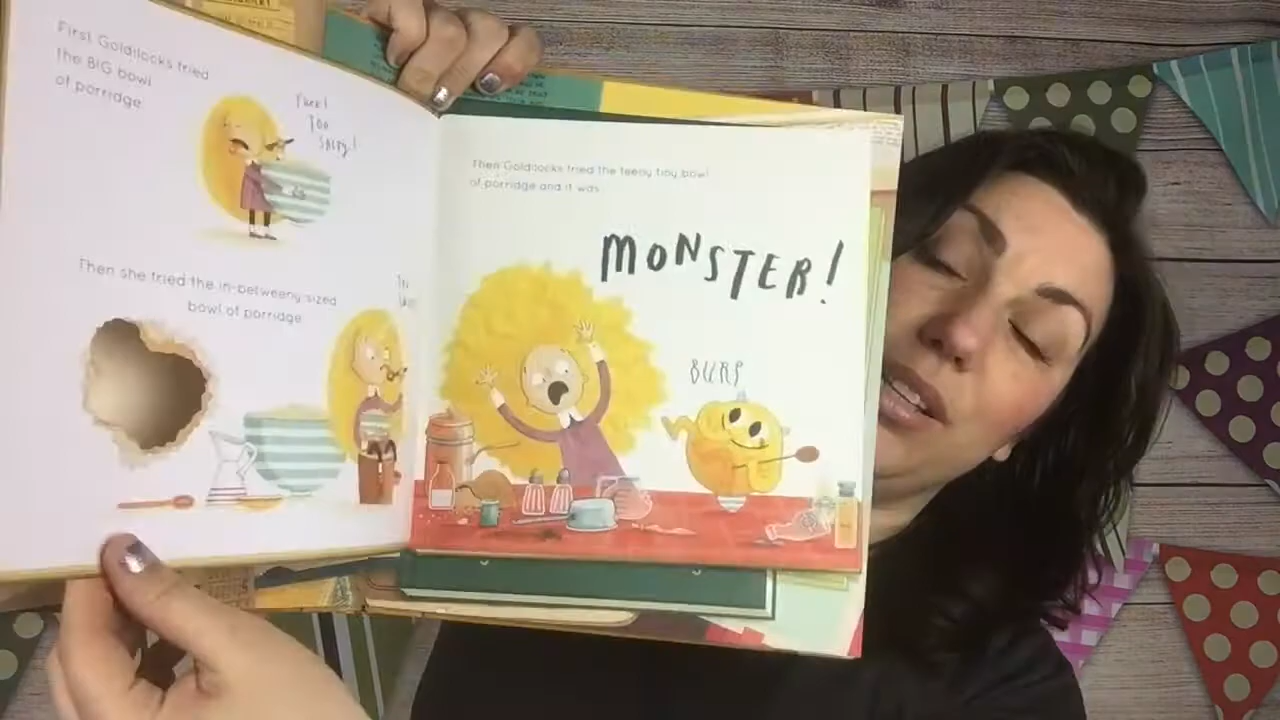 First Goldilocks tried
the BIG bowl
of porridge.
Yuck!
Too
Salty!
Then she tried the in-betweeny sized
bowl of porridge.
Then Goldilocks tried the teeny tiny bowl
of porridge and it was
MONSTER!
BURP